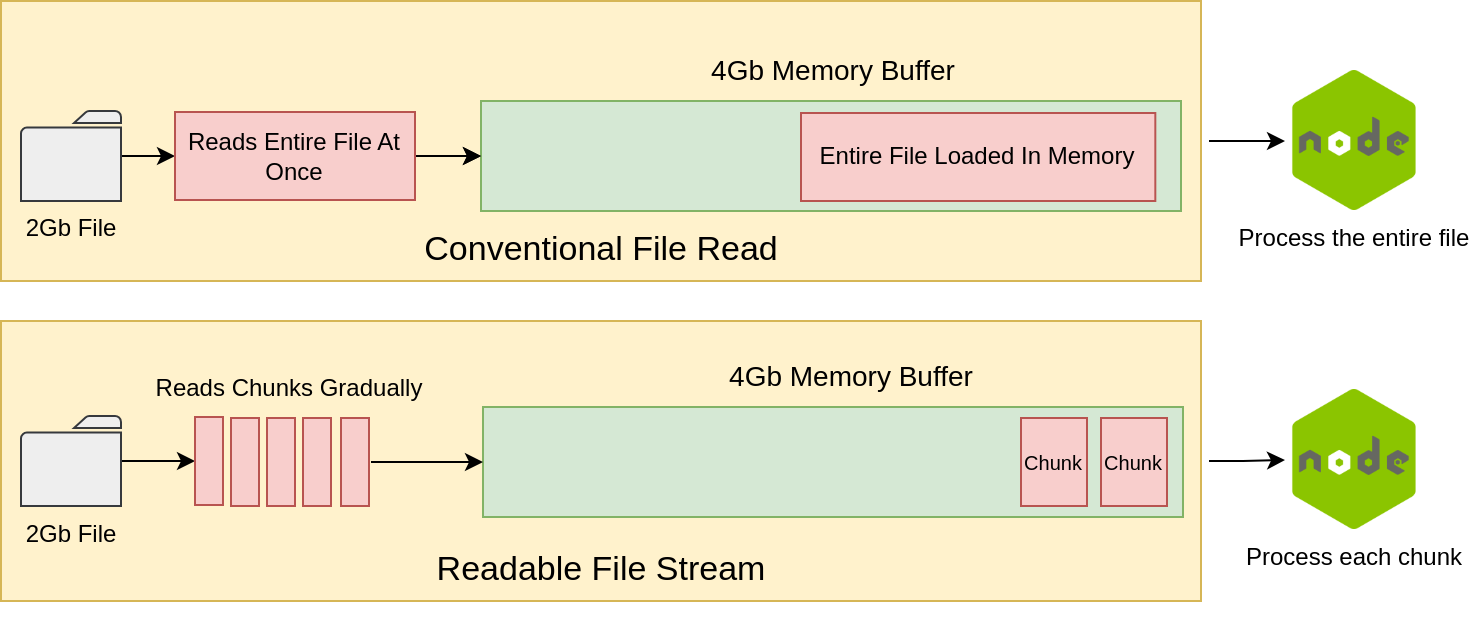 4Gb Memory Buffer
Reads Entire File At
Once
Entire File Loaded In Memory
node
2Gb File
Conventional File Read
Process the entire file
4Gb Memory Buffer
Reads Chunks Gradually
Chunk
Chunk
node
2Gb File
Readable File Stream
Process each chunk